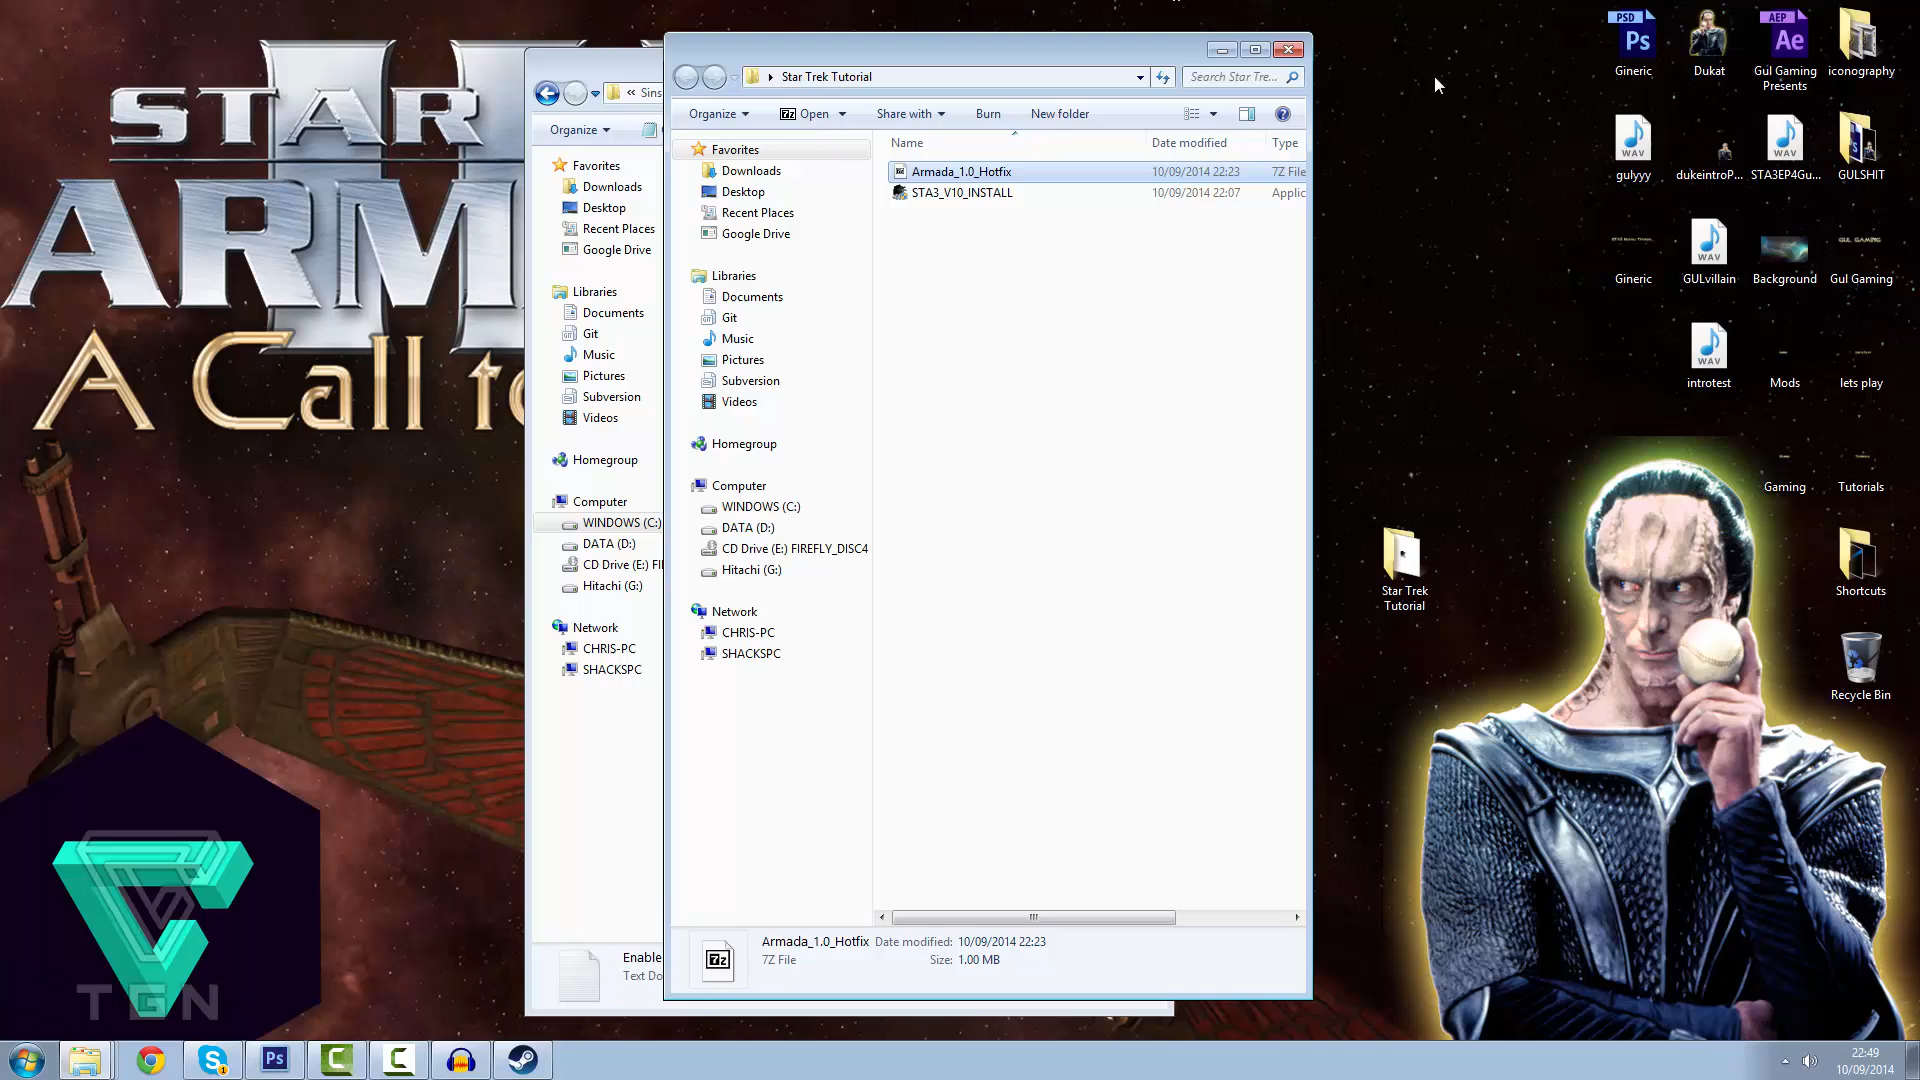 STAR
ARM
A Call to
TGN
« Sins
Organize
Favorites
Downloads
Desktop
Recent Places
Google Drive
Libraries
Documents
Git
Music
Pictures
Subversion
Videos
Homegroup
Computer
WINDOWS (C:)
DATA (D:)
CD Drive (E:) FI
Hitachi (G:)
Network
CHRIS-PC
SHACKSPC
Enable
Text Do
Star Trek Tutorial
Search Star Tre...
Organize Open Share with Burn New folder
Favorites
Downloads
Desktop
Recent Places
Google Drive
Libraries
Documents
Git
Music
Pictures
Subversion
Videos
Homegroup
Computer
WINDOWS (C:)
DATA (D:)
CD Drive (E:) FIREFLY_DISC4
Hitachi (G:)
Network
CHRIS-PC
SHACKSPC
Name Date modified Type
Armada_1.0_Hotfix 10/09/2014 22:23 7Z File
STA3_V10_INSTALL 10/09/2014 22:07 Applic
Armada_1.0_Hotfix Date modified: 10/09/2014 22:23
7Z File Size: 1.00 MB
PSD
Ps
AEP
Ae
Gineric
Dukat
Gul Gaming
Presents
iconography
WAV
WAV
gulyyy
dukeintroP...
STA3EP4Gu...
GULSHIT
WAV
GUL GAMING
Gineric
GULvillain
Background
Gul Gaming
WAV
introtest
Mods
lets play
Gaming
Tutorials
Star Trek
Tutorial
Shortcuts
Recycle Bin
22:49
10/09/2014